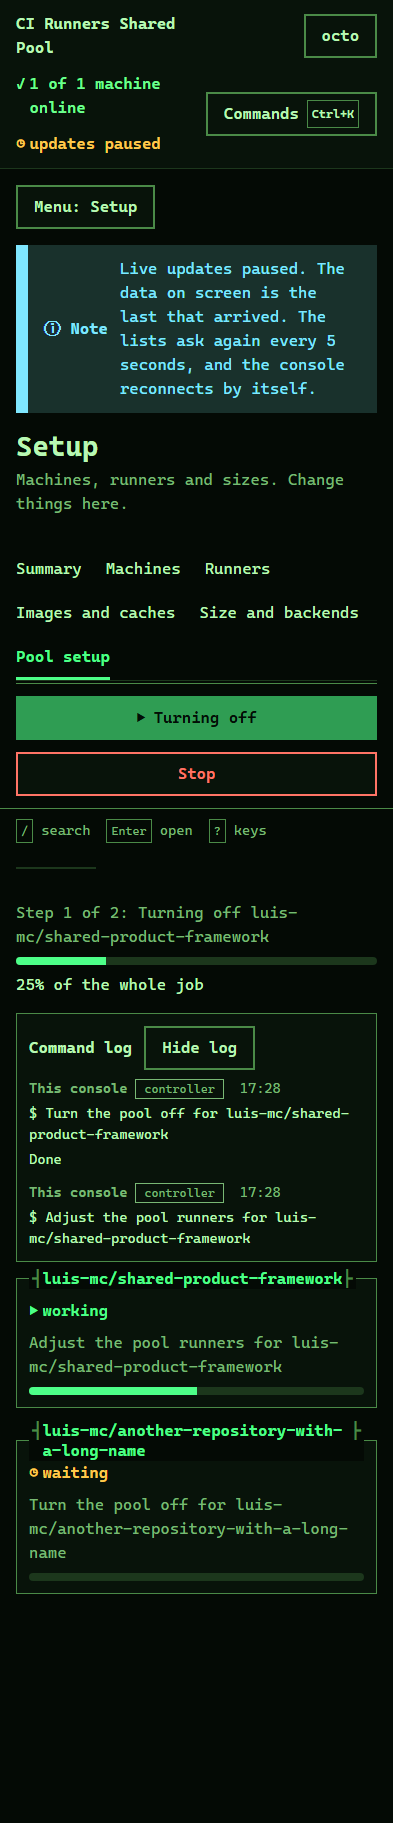 CI Runners Shared
Pool
octo
✓ 1 of 1 machine
online
Commands Ctrl+K
◷ updates paused
Menu: Setup
ⓘ Note
Live updates paused. The
data on screen is the
last that arrived. The
lists ask again every 5
seconds, and the console
reconnects by itself.
Setup
Machines, runners and sizes. Change
things here.
Summary Machines Runners
Images and caches Size and backends
Pool setup
▶ Turning off
Stop
/ search Enter open ? keys
Step 1 of 2: Turning off luis-
mc/shared-product-framework
25% of the whole job
Command log Hide log
This console controller 17:28
$ Turn the pool off for luis-mc/shared-
product-framework
Done
This console controller 17:28
$ Adjust the pool runners for luis-
mc/shared-product-framework
┤luis-mc/shared-product-framework├
▶ working
Adjust the pool runners for luis-
mc/shared-product-framework
┤luis-mc/another-repository-with- ├
a-long-name
◷ waiting
Turn the pool off for luis-
mc/another-repository-with-a-long-
name